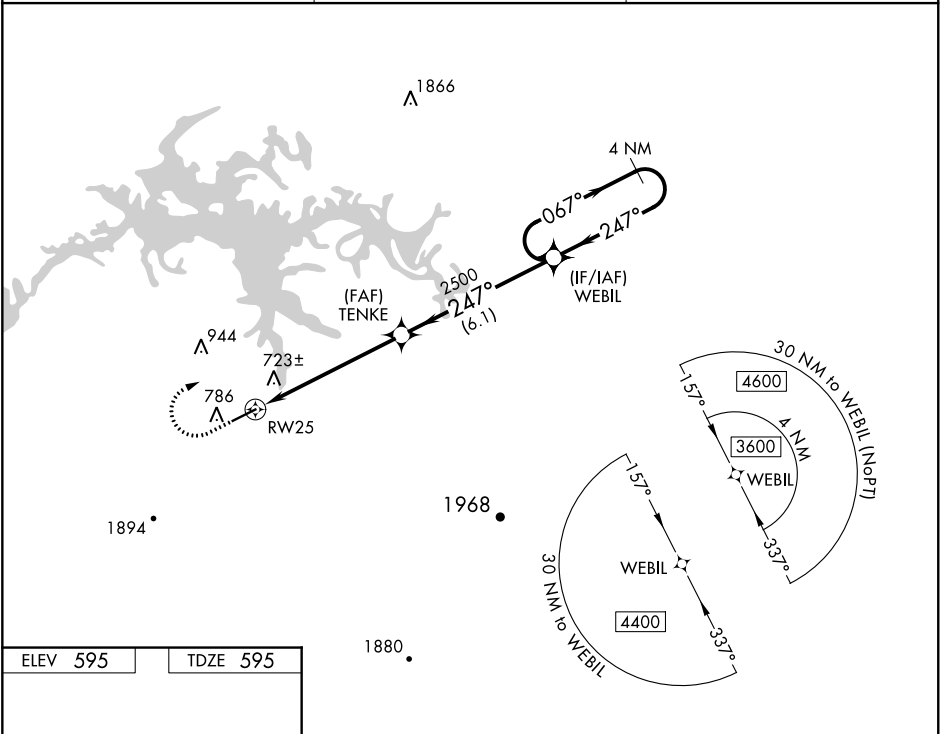 1866
4 NM
067°
247°
(IF/IAF)
WEBIL
2500
247°
(6.1)
(FAF)
TENKE
944
723±
786
RW25
30 NM to WEBIL (NoPT)
157°
4600
4 NM
3600
WEBIL
337°
1968
1894
157°
WEBIL
30 NM to WEBIL
4400
337°
1880
ELEV 595
TDZE 595